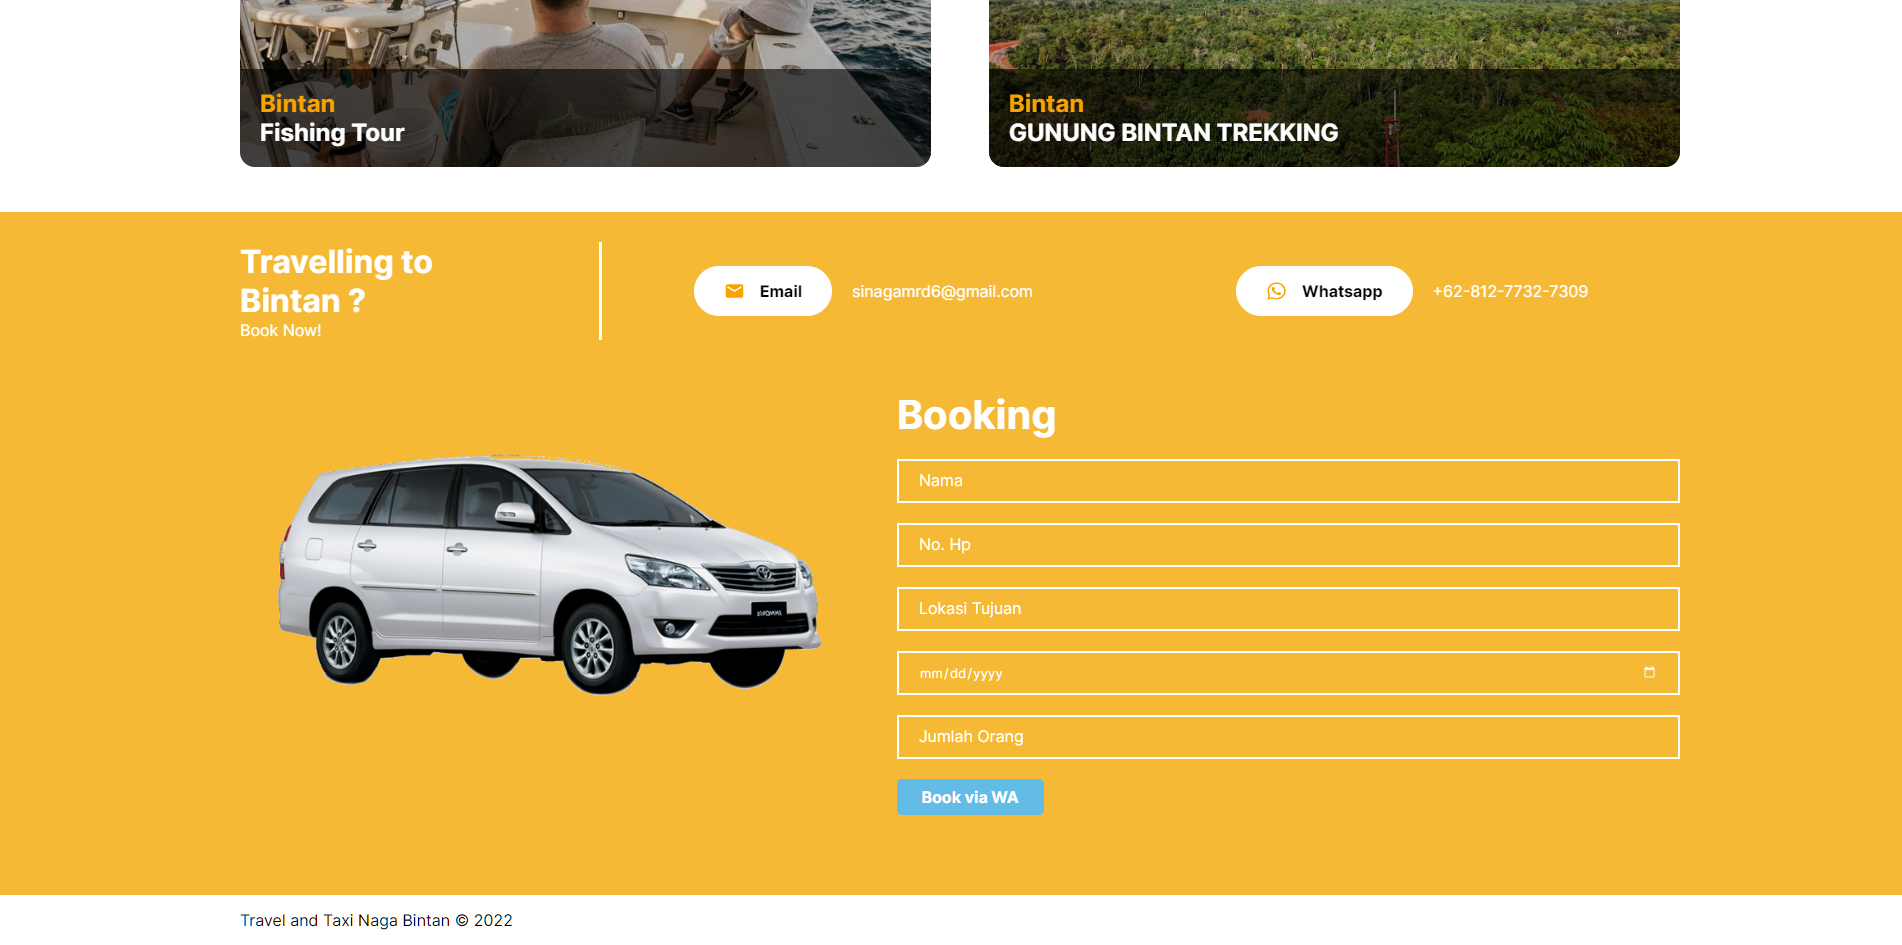 Bintan
Fishing Tour
Bintan
GUNUNG BINTAN TREKKING
Travelling to
Bintan ?
Book Now!
Email
sinagamrd6@gmail.com
Whatsapp
+62-812-7732-7309
Booking
Nama
No. Hp
Lokasi Tujuan
mm/dd/yyyy
Jumlah Orang
Book via WA
Travel and Taxi Naga Bintan © 2022